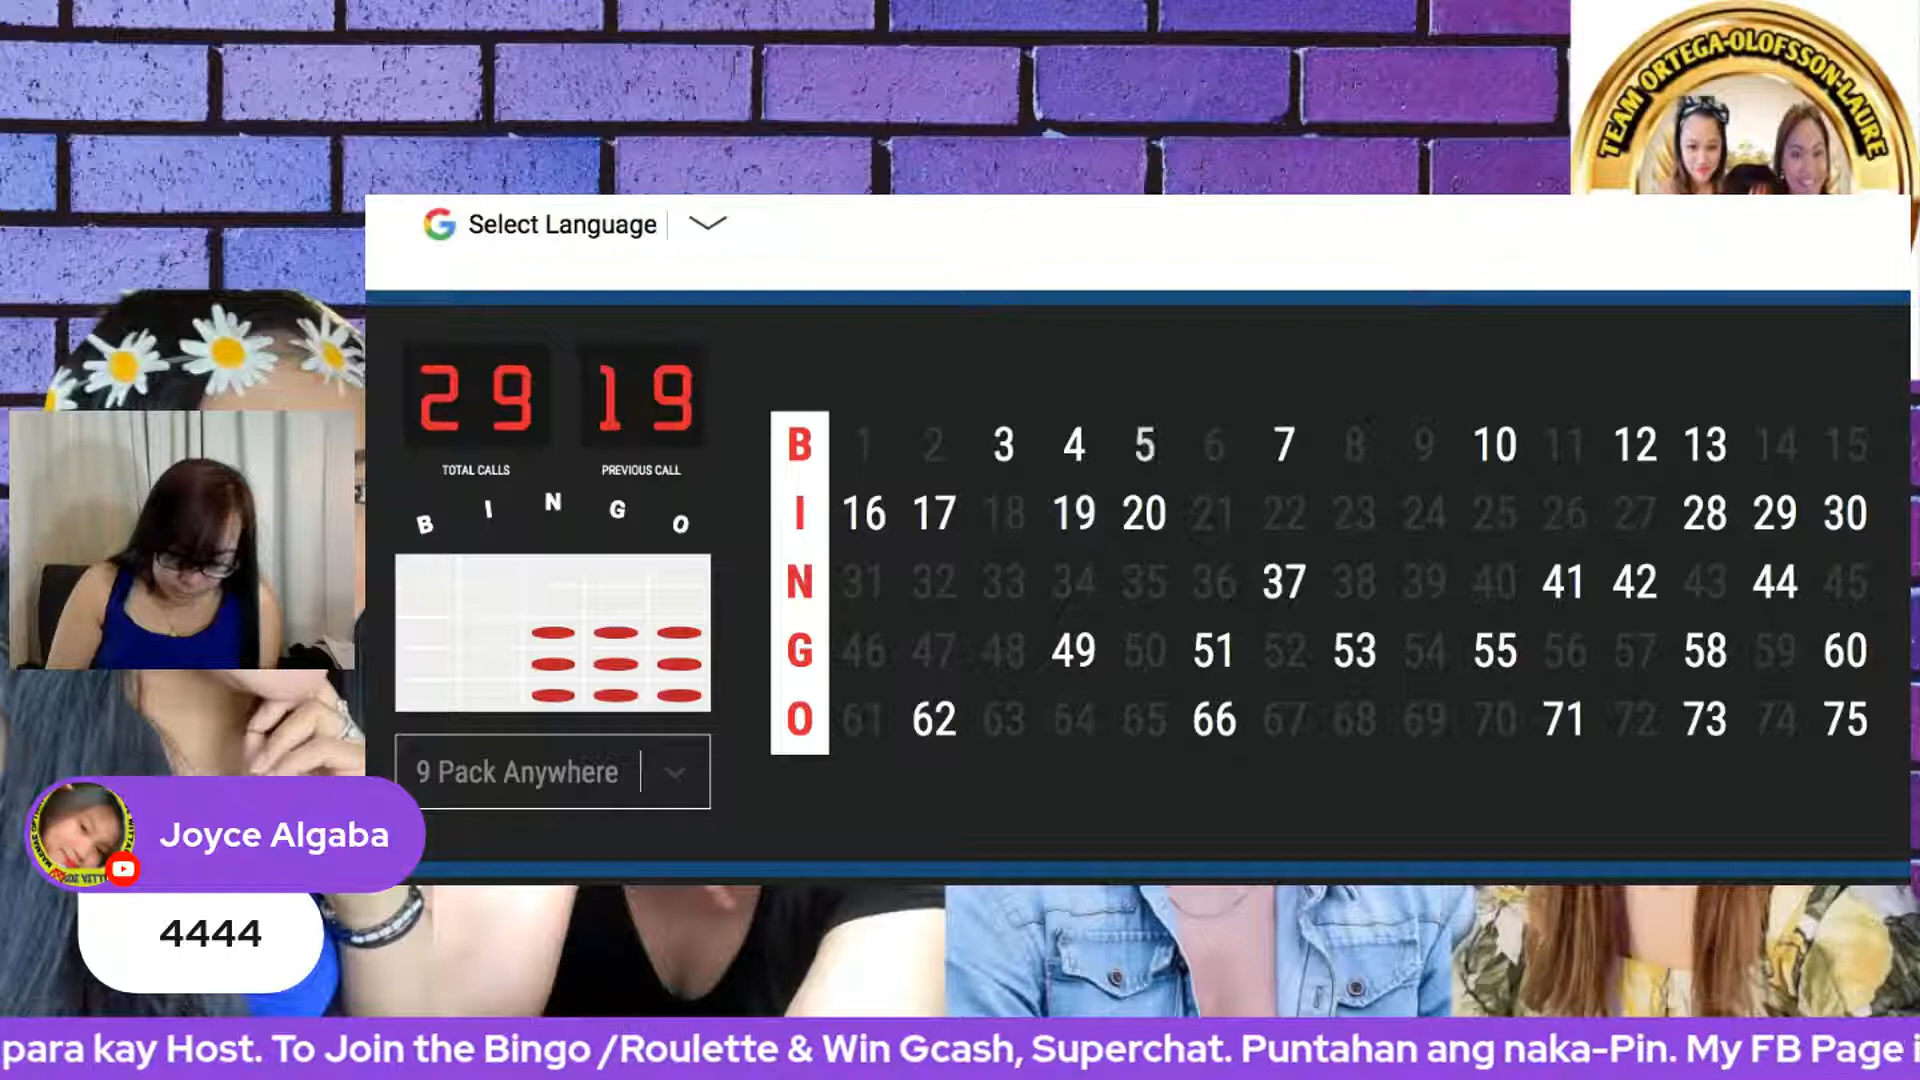 TEAM ORTEGA-OLOFSSON-LAURE
Select Language
29 19
TOTAL CALLS PREVIOUS CALL
B I N G O
9 Pack Anywhere
B 1 2 3 4 5 6 7 8 9 10 11 12 13 14 15
I 16 17 18 19 20 21 22 23 24 25 26 27 28 29 30
N 31 32 33 34 35 36 37 38 39 40 41 42 43 44 45
G 46 47 48 49 50 51 52 53 54 55 56 57 58 59 60
O 61 62 63 64 65 66 67 68 69 70 71 72 73 74 75
Joyce Algaba
4444
para kay Host. To Join the Bingo /Roulette & Win Gcash, Superchat. Puntahan ang naka-Pin. My FB Page